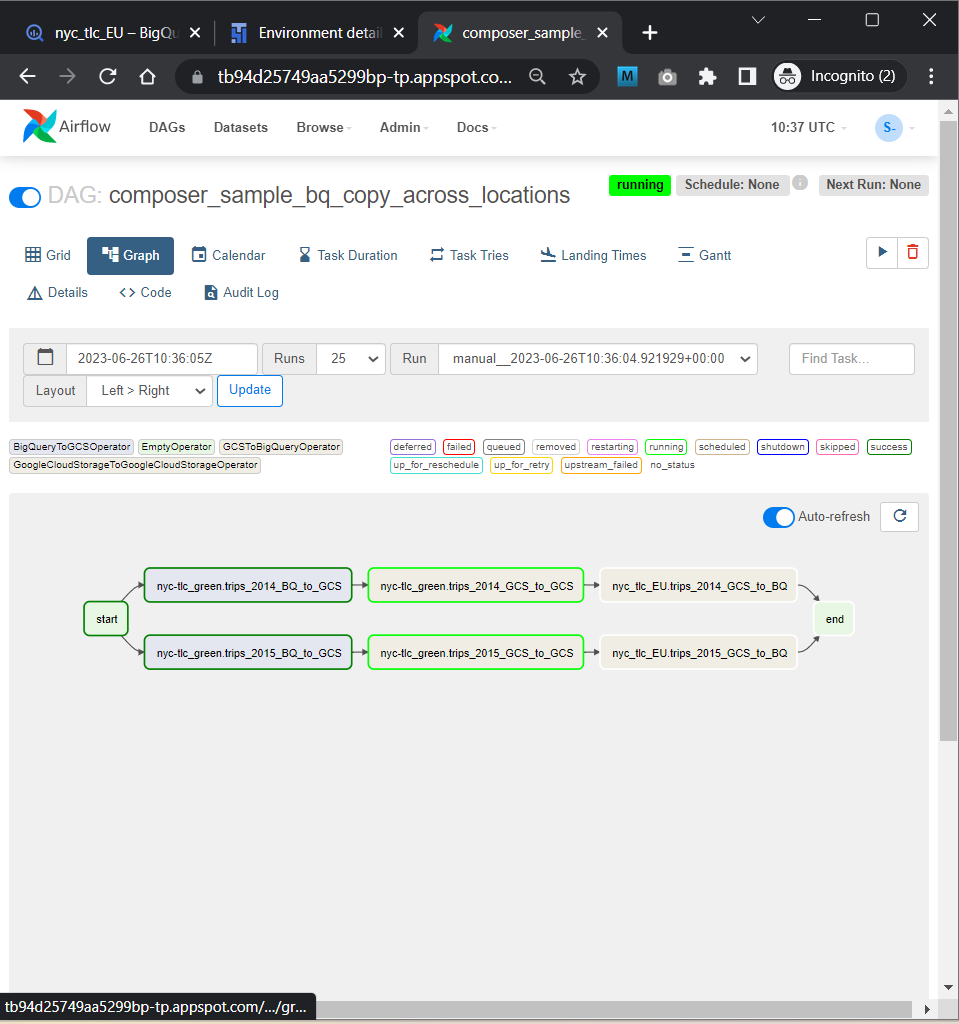 nyc_tlc_EU – BigQu
Environment detail
composer_sample_
tb94d25749aa5299bp-tp.appspot.co...
M
Incognito (2)
Airflow
DAGs
Datasets
Browse
Admin
Docs
10:37 UTC
S-
DAG: composer_sample_bq_copy_across_locations
running
Schedule: None
i
Next Run: None
Grid
Graph
Calendar
Task Duration
Task Tries
Landing Times
Gantt
Details
Code
Audit Log
2023-06-26T10:36:05Z
Runs
25
Run
manual__2023-06-26T10:36:04.921929+00:00
Find Task...
Layout
Left > Right
Update
BigQueryToGCSOperator
EmptyOperator
GCSToBigQueryOperator
GoogleCloudStorageToGoogleCloudStorageOperator
deferred
failed
queued
removed
restarting
running
scheduled
shutdown
skipped
success
up_for_reschedule
up_for_retry
upstream_failed
no_status
Auto-refresh
start
nyc-tlc_green.trips_2014_BQ_to_GCS
nyc-tlc_green.trips_2014_GCS_to_GCS
nyc_tlc_EU.trips_2014_GCS_to_BQ
nyc-tlc_green.trips_2015_BQ_to_GCS
nyc-tlc_green.trips_2015_GCS_to_GCS
nyc_tlc_EU.trips_2015_GCS_to_BQ
end
tb94d25749aa5299bp-tp.appspot.com/.../gr...